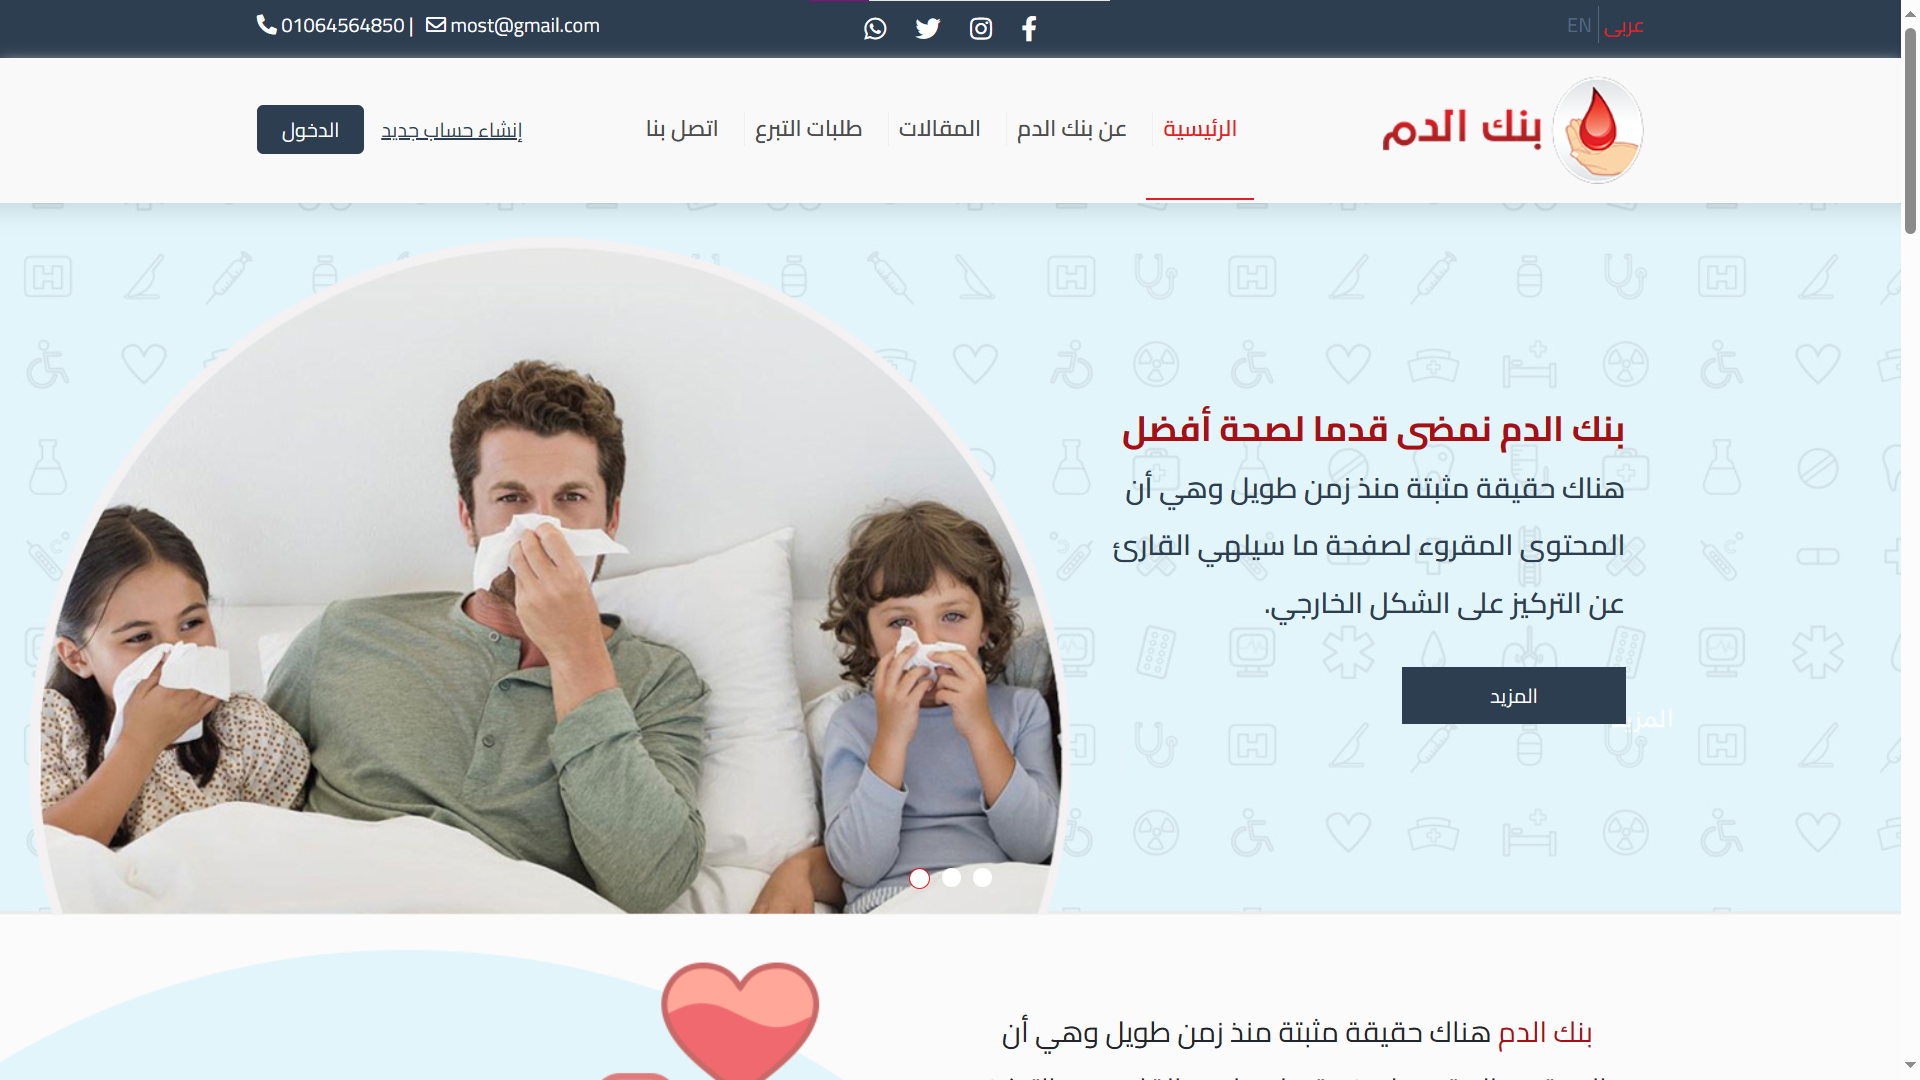 عربى EN
01064564850 | most@gmail.com
بنك الدم
الرئيسية
عن بنك الدم
المقالات
طلبات التبرع
اتصل بنا
إنشاء حساب جديد
الدخول
بنك الدم نمضى قدما لصحة أفضل
هناك حقيقة مثبتة منذ زمن طويل وهي أن
المحتوى المقروء لصفحة ما سيلهي القارئ
عن التركيز على الشكل الخارجي.
المزيد
المزيد
بنك الدم هناك حقيقة مثبتة منذ زمن طويل وهي أن